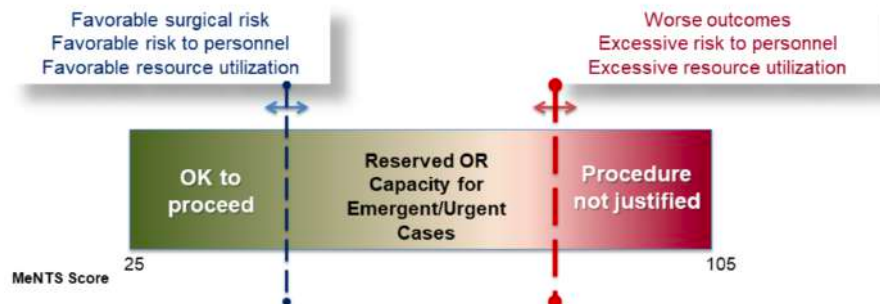 Favorable surgical risk
Favorable risk to personnel
Favorable resource utilization
Worse outcomes
Excessive risk to personnel
Excessive resource utilization
OK to
proceed
Reserved OR
Capacity for
Emergent/Urgent
Cases
Procedure
not justified
25
105
MeNTS Score